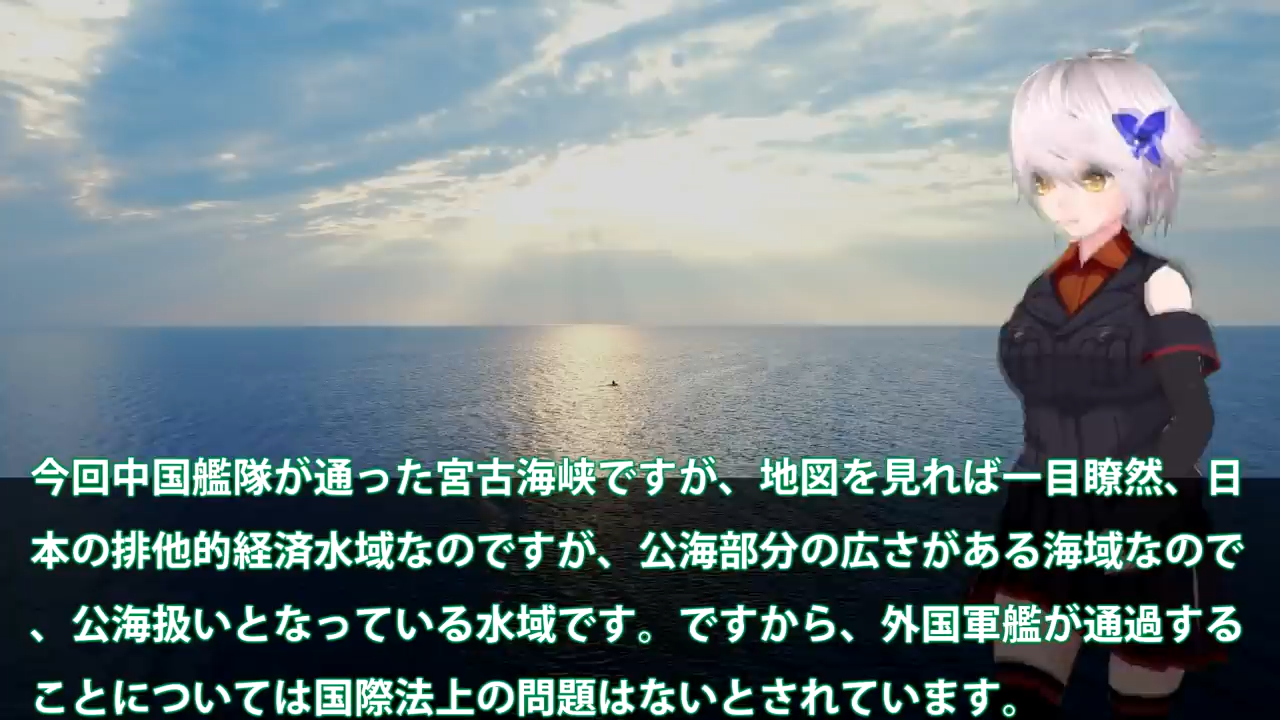 今回中国艦隊が通った宮古海峡ですが、地図を見れば一目瞭然、日
本の排他的経済水域なのですが、公海部分の広さがある海域なので
、公海扱いとなっている水域です。ですから、外国軍艦が通過する
ことについては国際法上の問題はないとされています。